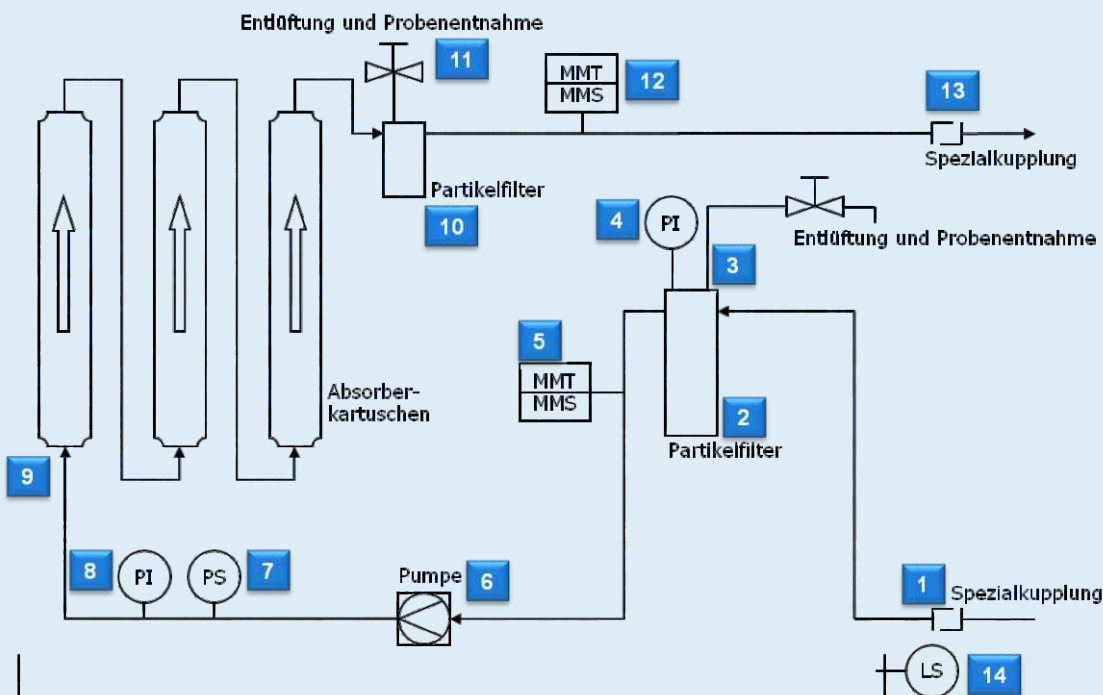 Entlüftung und Probenentnahme
11
MMT
MMS
12
13
Spezialkupplung
Partikelfilter
10
4
PI
Entlüftung und Probenentnahme
3
5
MMT
MMS
Absorber-
kartuschen
2
Partikelfilter
9
8
PI
PS
7
Pumpe
6
1
Spezialkupplung
LS
14